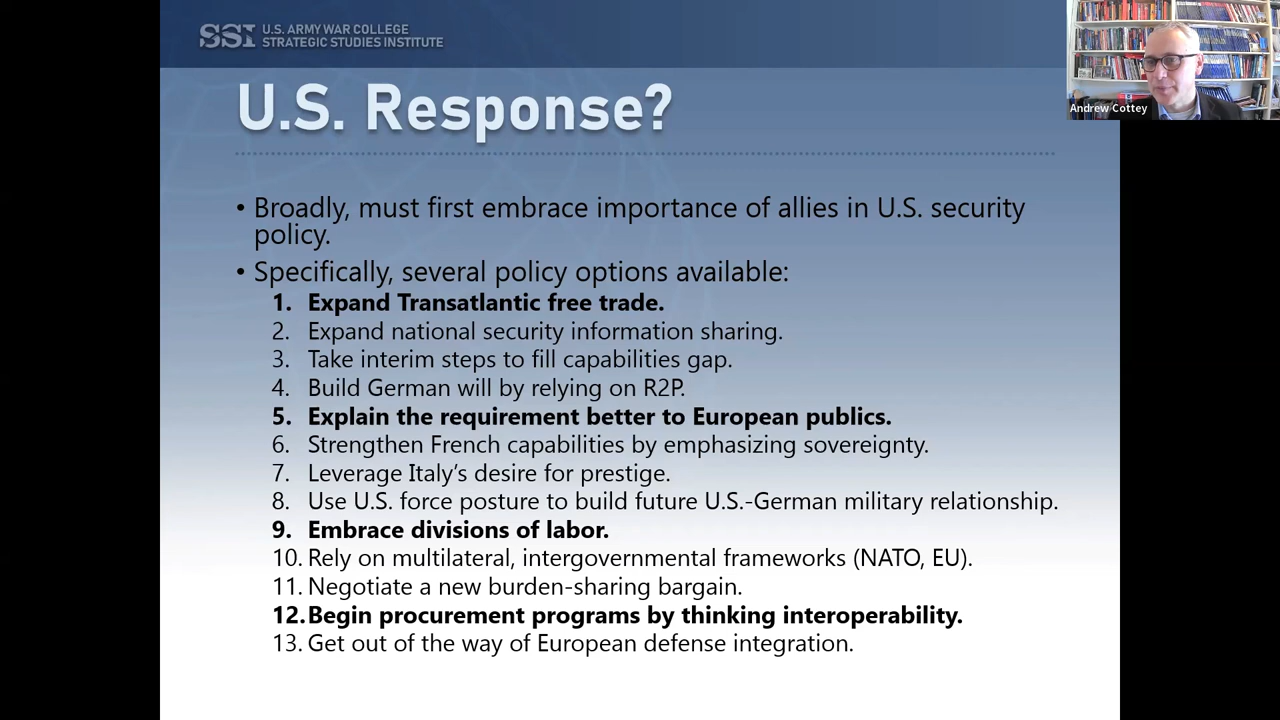 SSI U.S. ARMY WAR COLLEGE
STRATEGIC STUDIES INSTITUTE
Andrew Cottey
U.S. Response?
• Broadly, must first embrace importance of allies in U.S. security
policy.
• Specifically, several policy options available:
1. Expand Transatlantic free trade.
2. Expand national security information sharing.
3. Take interim steps to fill capabilities gap.
4. Build German will by relying on R2P.
5. Explain the requirement better to European publics.
6. Strengthen French capabilities by emphasizing sovereignty.
7. Leverage Italy’s desire for prestige.
8. Use U.S. force posture to build future U.S.-German military relationship.
9. Embrace divisions of labor.
10. Rely on multilateral, intergovernmental frameworks (NATO, EU).
11. Negotiate a new burden-sharing bargain.
12. Begin procurement programs by thinking interoperability.
13. Get out of the way of European defense integration.